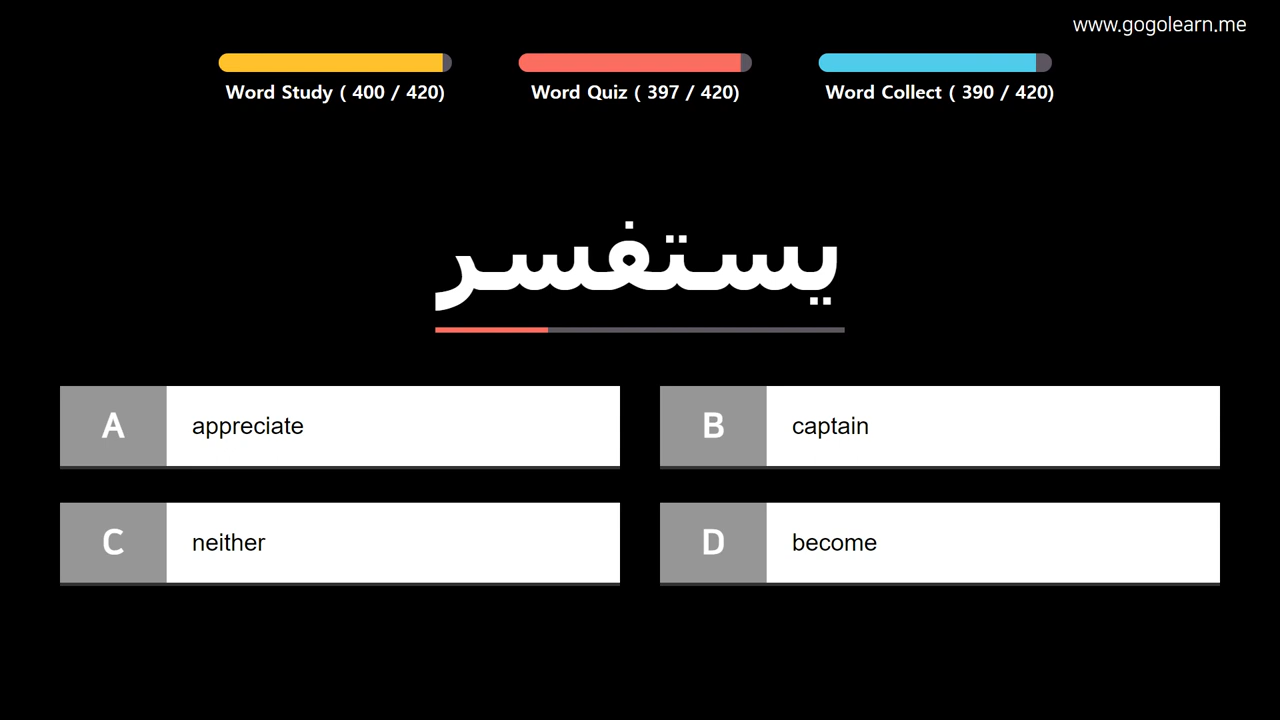 www.gogolearn.me
Word Study ( 400 / 420)
Word Quiz ( 397 / 420)
Word Collect ( 390 / 420)
يستفسر
A appreciate
B captain
C neither
D become